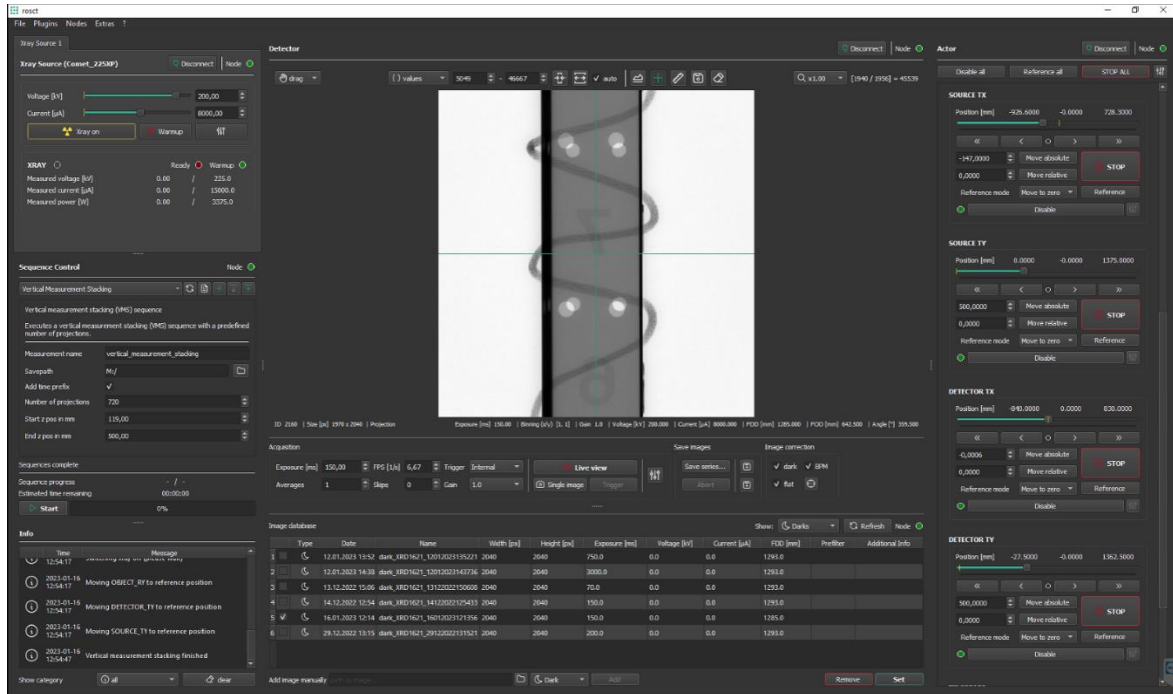 rosct
File Plugins Nodes Extras ?
Xray Source 1
Xray Source (Comet_225XP) Disconnect Node
Voltage [kV] 200,00
Current [µA] 8000,00
Xray on Warmup
XRAY Ready Warmup
Measured voltage [kV] 0.00 / 225.0
Measured current [µA] 0.00 / 15000.0
Measured power [W] 0.00 / 3375.0
Sequence Control Node
Vertical Measurement Stacking
Vertical measurement stacking (VMS) sequence
Executes a vertical measurement stacking (VMS) sequence with a predefined
number of projections.
Measurement name vertical_measurement_stacking
Savepath M:/
Add time prefix
Number of projections 720
Start z pos in mm 119,00
End z pos in mm 500,00
Sequences complete
Sequence progress - / -
Estimated time remaining 00:00:00
Start 0%
Info
Time Message
12:54:17
2023-01-16 12:54:17 Moving OBJECT_RY to reference position
2023-01-16 12:54:17 Moving DETECTOR_TY to reference position
2023-01-16 12:54:17 Moving SOURCE_TY to reference position
2023-01-16 12:54:47 Vertical measurement stacking finished
Show category all clear
Detector Disconnect Node
drag { } values 5049 - 46667 auto x1.00 [1940 / 1956] = 45539
7
6
ID 2160 | Size [px] 1970 x 2040 | Projection Exposure [ms] 150.00 | Binning (x/y) [1, 1] | Gain 1.0 | Voltage [kV] 200.000 | Current [µA] 8000.000 | FDD [mm] 1285.000 | FOD [mm] 642.500 | Angle [°] 359.500
Acquisition Save images Image correction
Exposure [ms] 150,00 FPS [1/s] 6,67 Trigger Internal Live view Save series... dark BPM
Averages 1 Skips 0 Gain 1.0 Single image Trigger Abort flat
Image database Show: Darks Refresh Node
Type Date Name Width [px] Height [px] Exposure [ms] Voltage [kV] Current [µA] FDD [mm] Prefilter Additional Info
1 12.01.2023 13:52 dark_XRD1621_12012023135221 2040 2040 750.0 0.0 0.0 1293.0
2 12.01.2023 14:38 dark_XRD1621_12012023143736 2040 2040 3000.0 0.0 0.0 1293.0
3 13.12.2022 15:06 dark_XRD1621_13122022150608 2040 2040 70.0 0.0 0.0 1293.0
4 14.12.2022 12:54 dark_XRD1621_14122022125433 2040 2040 150.0 0.0 0.0 1293.0
5 16.01.2023 12:14 dark_XRD1621_16012023121356 2040 2040 150.0 0.0 0.0 1285.0
6 29.12.2022 13:15 dark_XRD1621_29122022131521 2040 2040 200.0 0.0 0.0 1293.0
Add image manually Dark Add Remove Set
Actor Disconnect Node
Disable all Reference all STOP ALL
SOURCE TX
Position [mm] -926.6000 -0.0000 728.3000
« < O > »
-147,0000 Move absolute STOP
0,0000 Move relative
Reference mode Move to zero Reference
Disable
SOURCE TY
Position [mm] 0.0000 -0.0000 1375.0000
« < O > »
500,0000 Move absolute STOP
0,0000 Move relative
Reference mode Move to zero Reference
Disable
DETECTOR TX
Position [mm] -840.0000 0.0000 830.0000
« < O > »
-0,0006 Move absolute STOP
0,0000 Move relative
Reference mode Move to zero Reference
Disable
DETECTOR TY
Position [mm] -27.5000 -0.0000 1362.5000
« < O > »
500,0000 Move absolute STOP
0,0000 Move relative
Reference mode Move to zero Reference
Disable